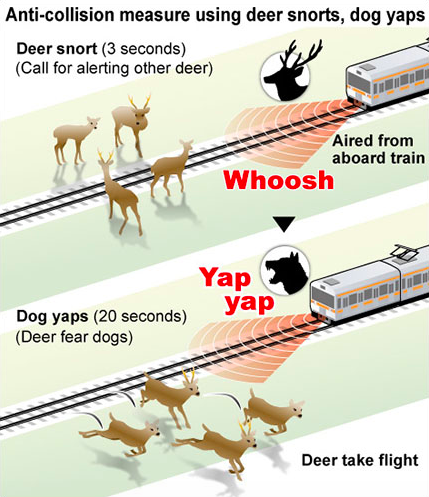 Anti-collision measure using deer snorts, dog yaps
Deer snort (3 seconds)
(Call for alerting other deer)
Aired from
aboard train
Whoosh
Yap
yap
Dog yaps (20 seconds)
(Deer fear dogs)
Deer take flight